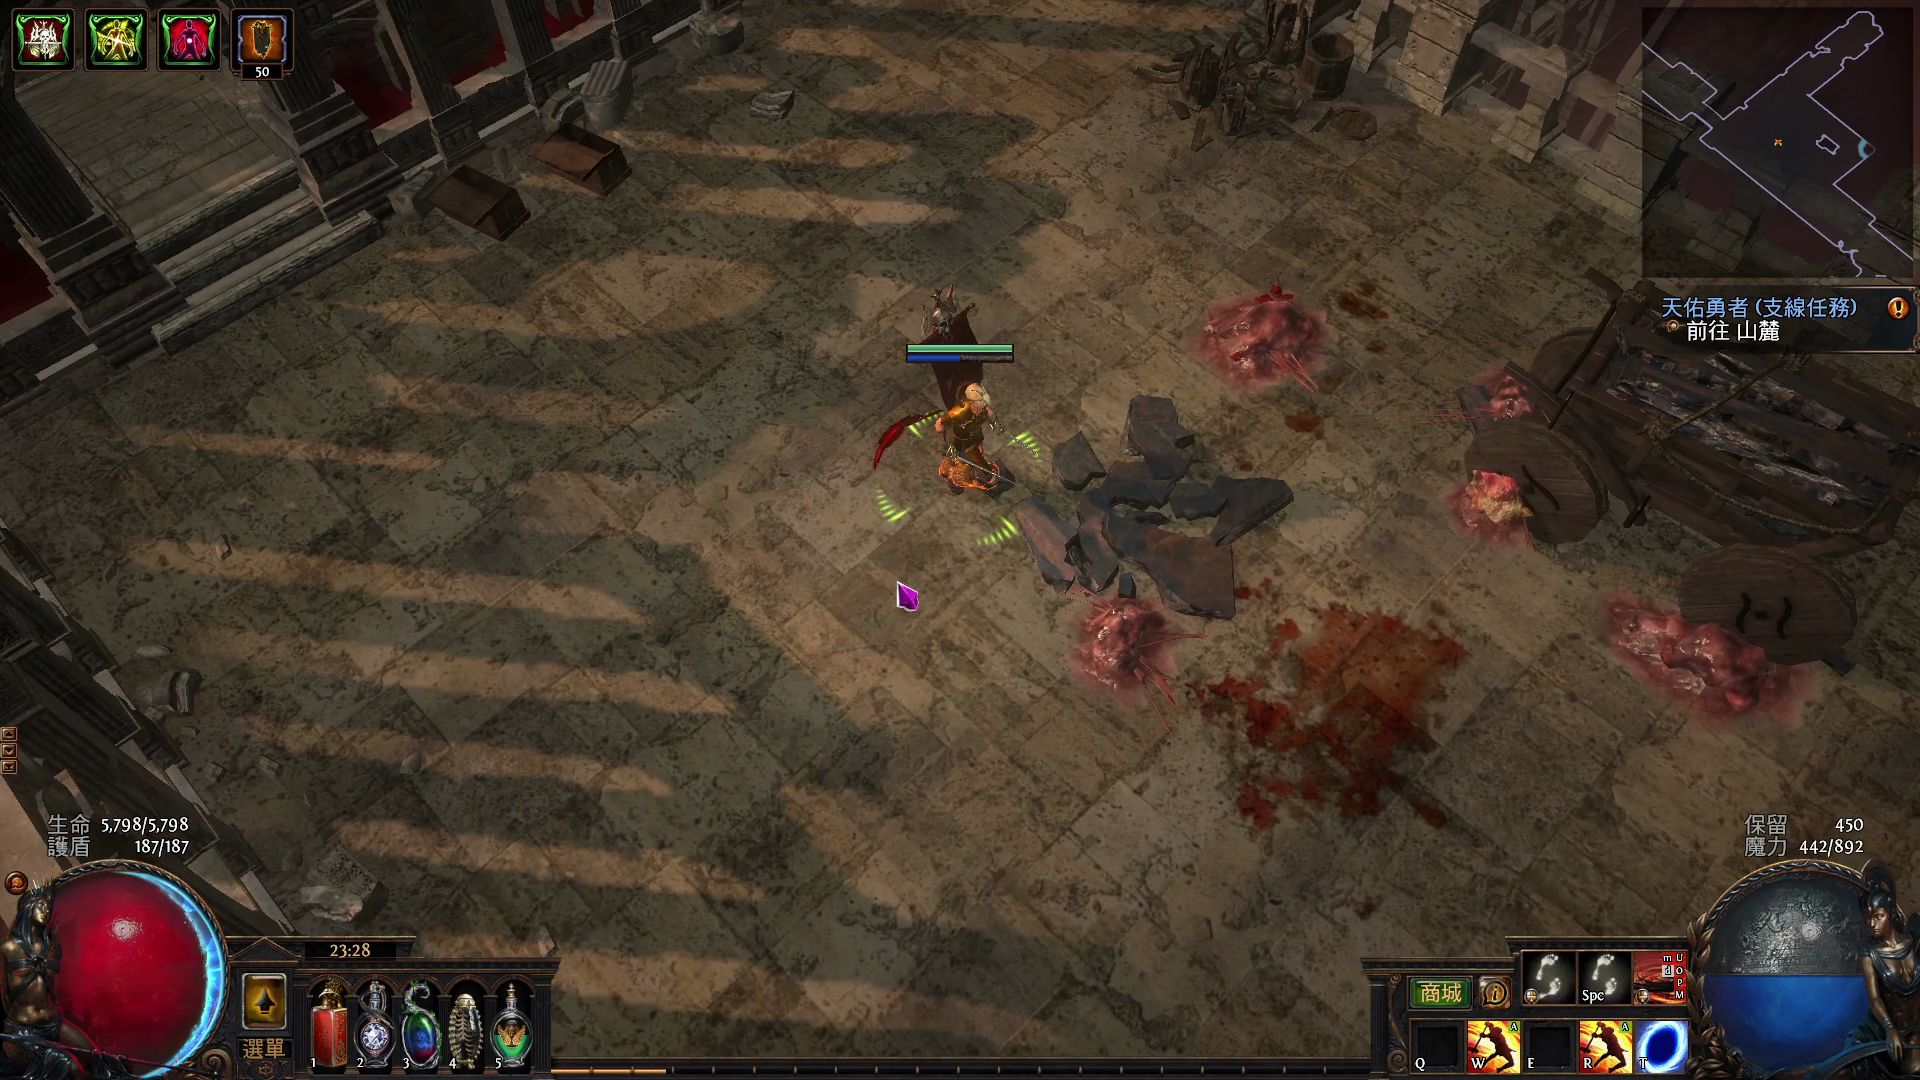 50
天佑勇者 (支線任務)
前往 山麓
生命 5,798/5,798
護盾 187/187
保留 450
魔力 442/892
23:28
選單
1
2
3
4
5
商城
Spc
m U
d O
P
M
Q
W
A
E
R
A
T